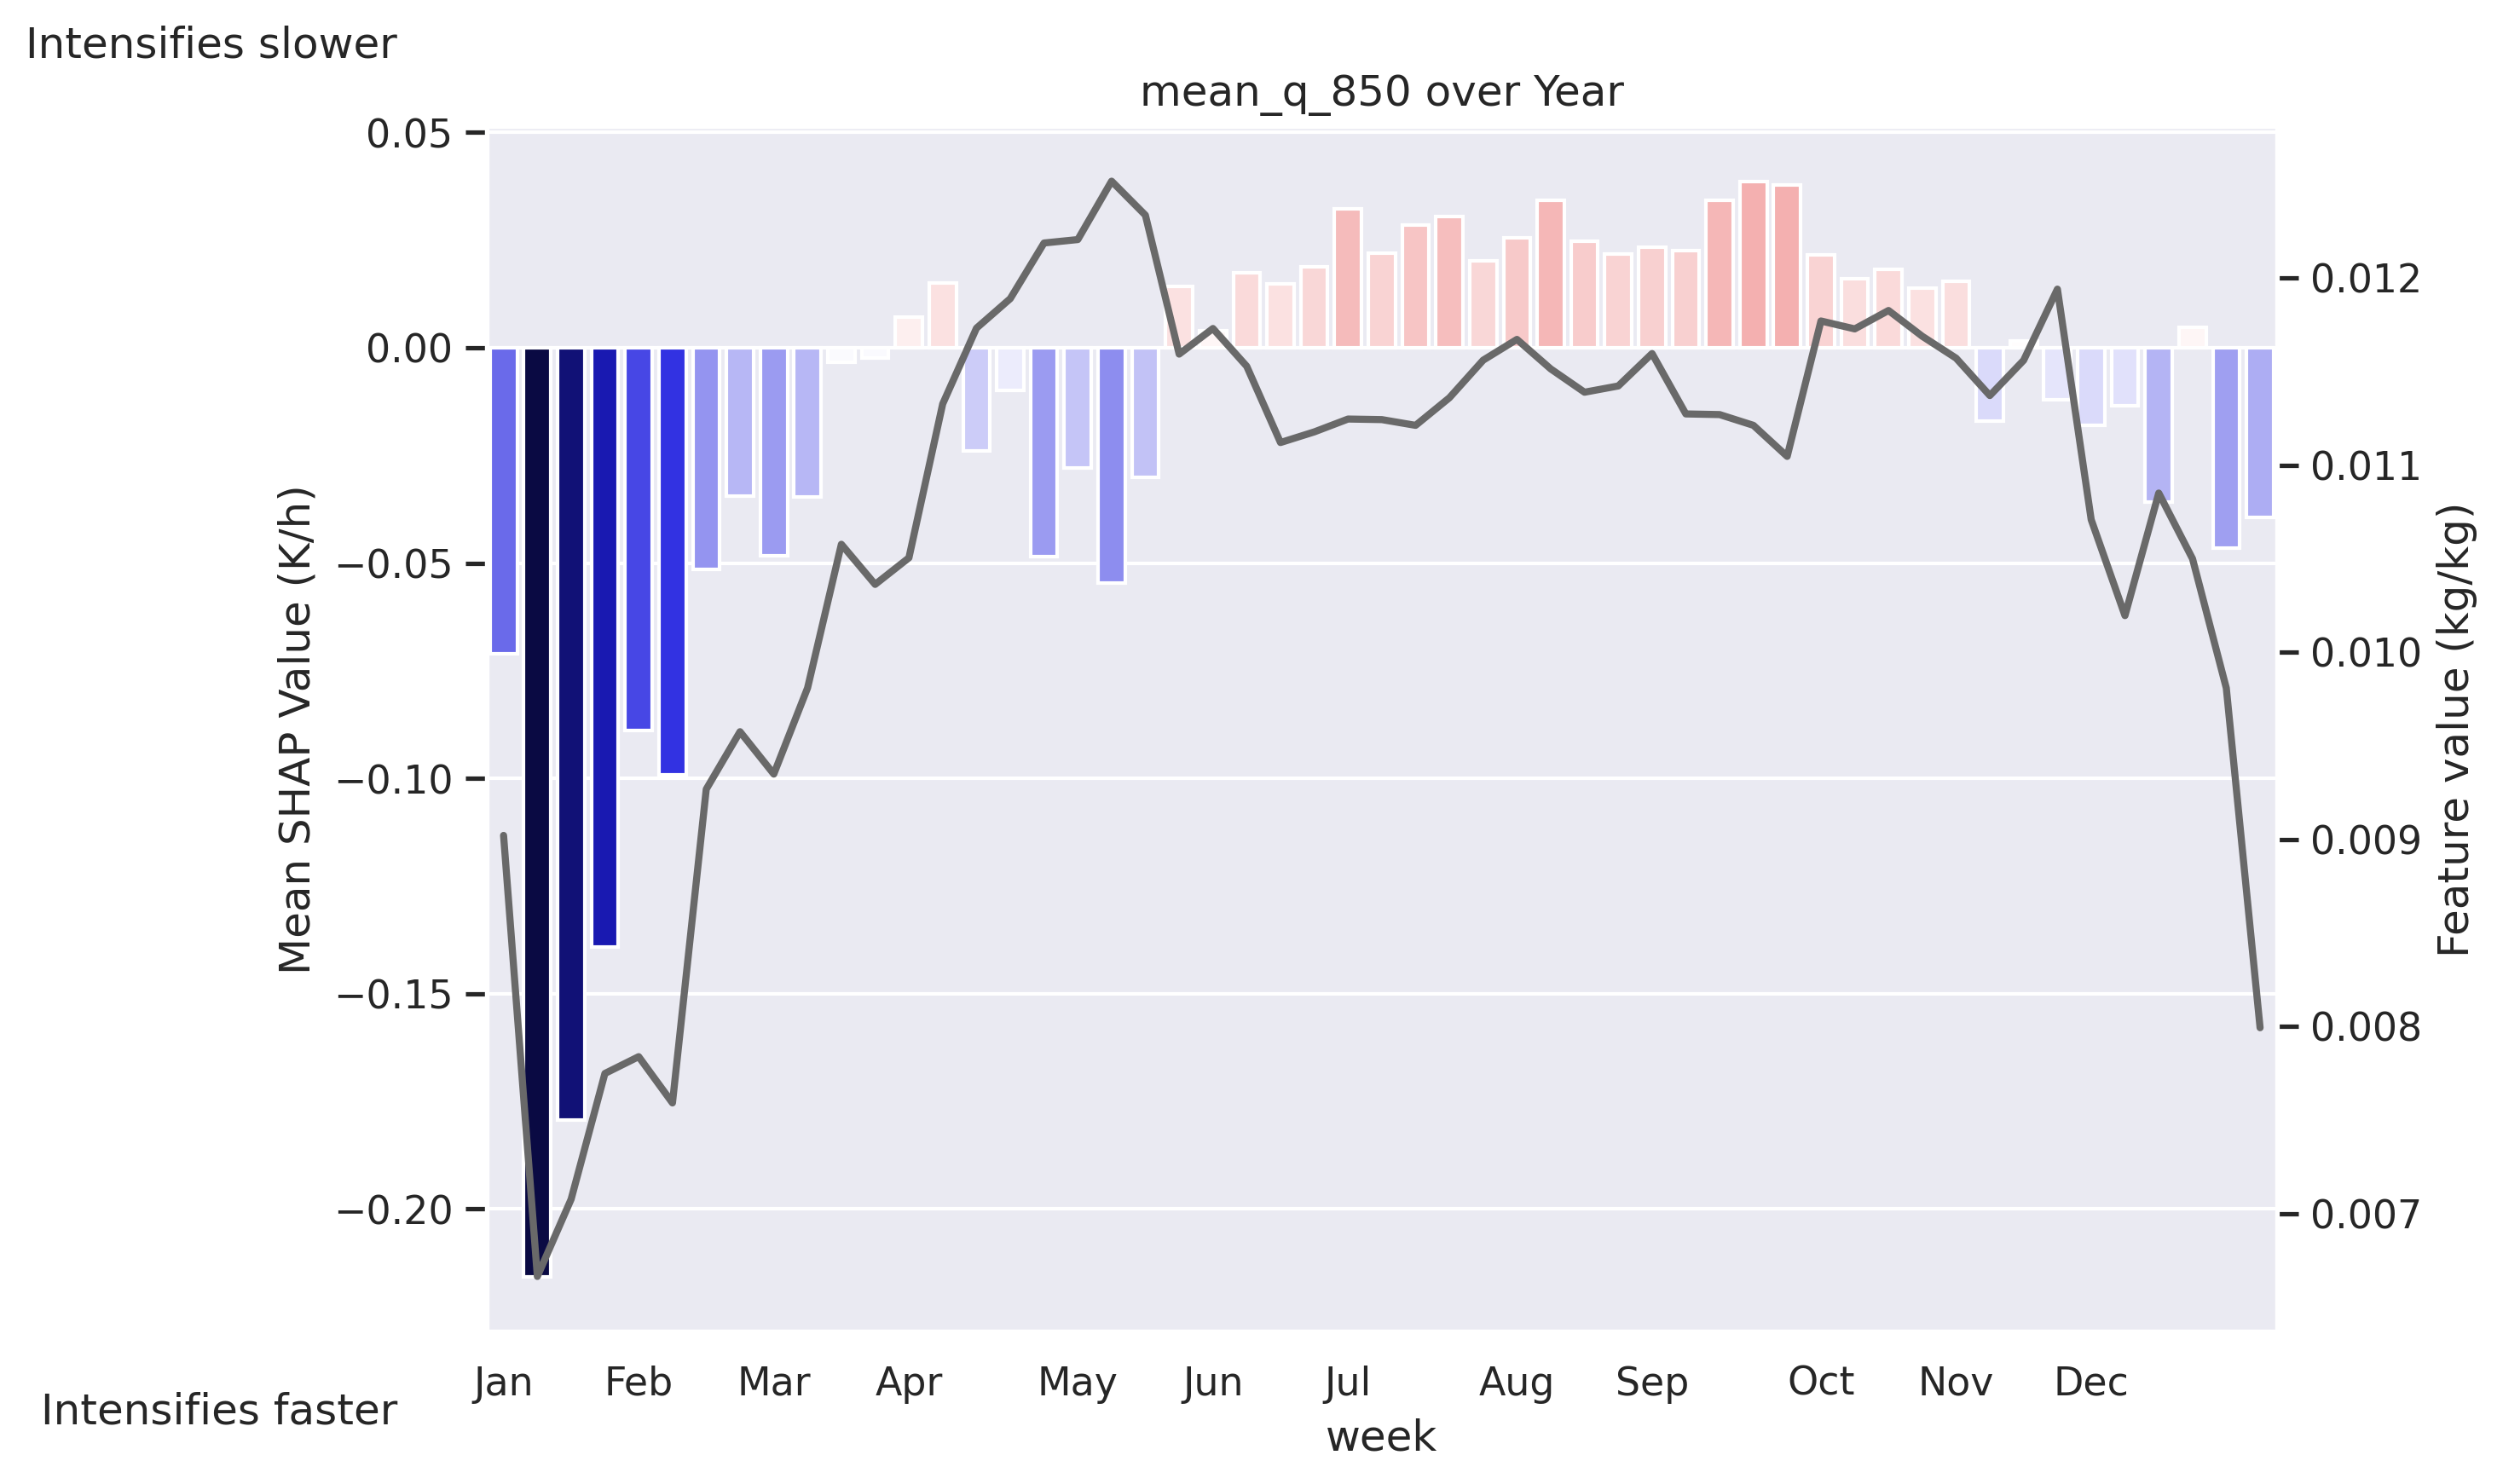 Intensifies slower
mean_q_850 over Year
0.05
0.00
−0.05
−0.10
−0.15
−0.20
Mean SHAP Value (K/h)
0.012
0.011
0.010
0.009
0.008
0.007
Feature value (kg/kg)
Jan Feb Mar Apr May Jun Jul Aug Sep Oct Nov Dec
week
Intensifies faster